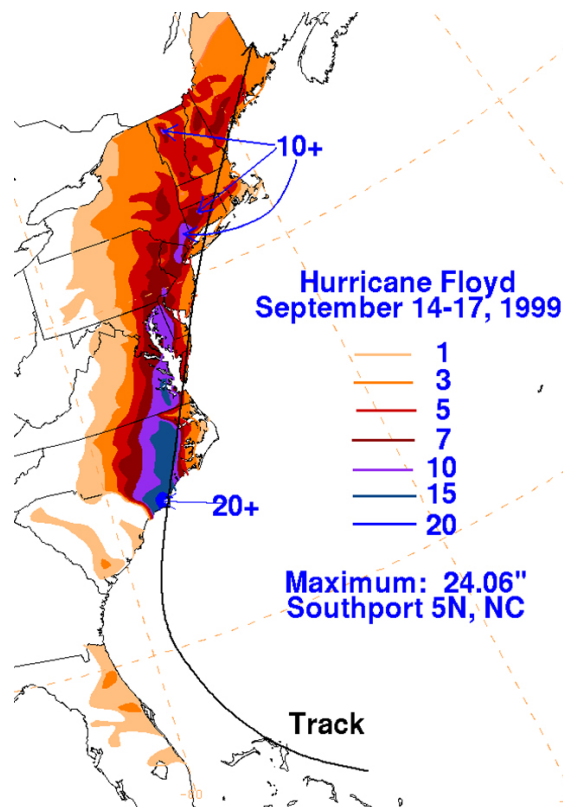 10+
Hurricane Floyd
September 14-17, 1999
1
3
5
7
10
15
20
20+
Maximum: 24.06"
Southport 5N, NC
Track